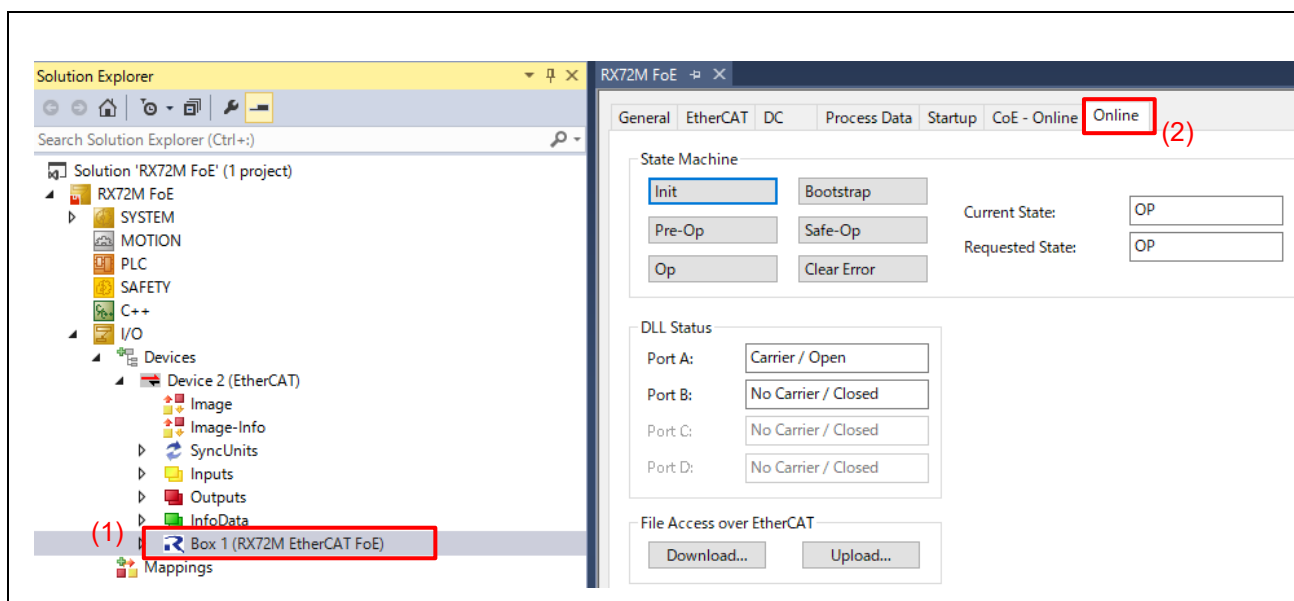 Solution Explorer
Search Solution Explorer (Ctrl+:)
Solution 'RX72M FoE' (1 project)
RX72M FoE
SYSTEM
MOTION
PLC
SAFETY
C++
I/O
Devices
Device 2 (EtherCAT)
Image
Image-Info
SyncUnits
Inputs
Outputs
InfoData
(1)
Box 1 (RX72M EtherCAT FoE)
Mappings
RX72M FoE
General EtherCAT DC Process Data Startup CoE - Online Online
(2)
State Machine
Init Bootstrap
Pre-Op Safe-Op
Op Clear Error
Current State: OP
Requested State: OP
DLL Status
Port A: Carrier / Open
Port B: No Carrier / Closed
Port C: No Carrier / Closed
Port D: No Carrier / Closed
File Access over EtherCAT
Download... Upload...